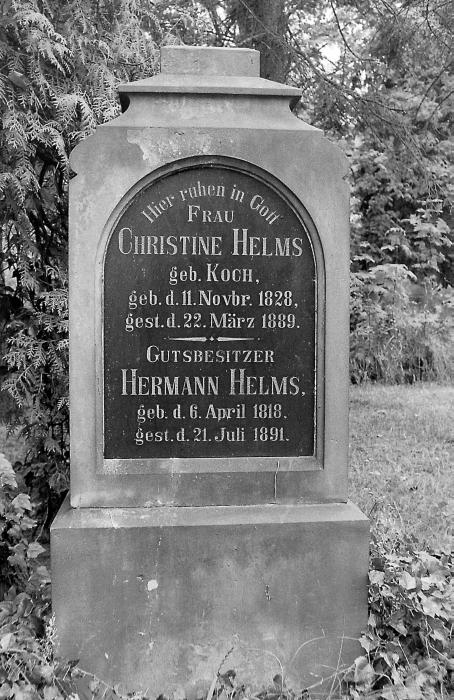 Hier ruhen in Gott
FRAU
CHRISTINE HELMS
geb. KOCH,
geb. d. 11. Novbr. 1828,
gest. d. 22. März 1889.
GUTSBESITZER
HERMANN HELMS,
geb. d. 6. April 1818.
gest. d. 21. Juli 1891.